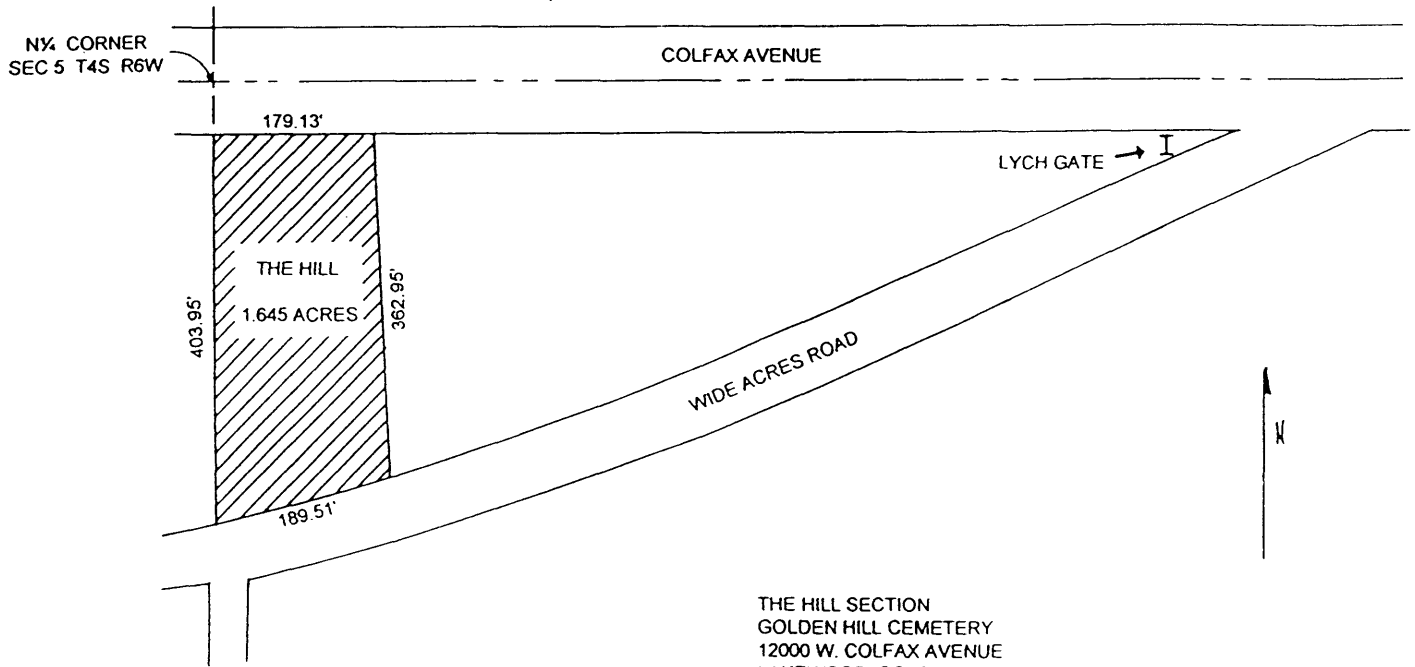 N¼ CORNER
SEC 5 T4S R6W
COLFAX AVENUE
179.13'
LYCH GATE
THE HILL
1.645 ACRES
403.95'
362.95'
WIDE ACRES ROAD
N
189.51'
THE HILL SECTION
GOLDEN HILL CEMETERY
12000 W. COLFAX AVENUE